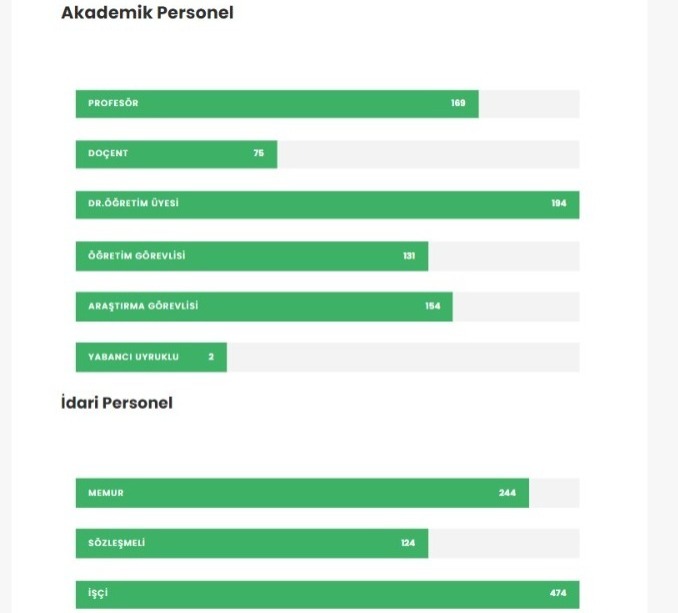 Akademik Personel
PROFESÖR 169
DOÇENT 75
DR.ÖĞRETİM ÜYESİ 194
ÖĞRETİM GÖREVLİSİ 131
ARAŞTIRMA GÖREVLİSİ 154
YABANCI UYRUKLU 2
İdari Personel
MEMUR 244
SÖZLEŞMELİ 124
İŞÇİ 474